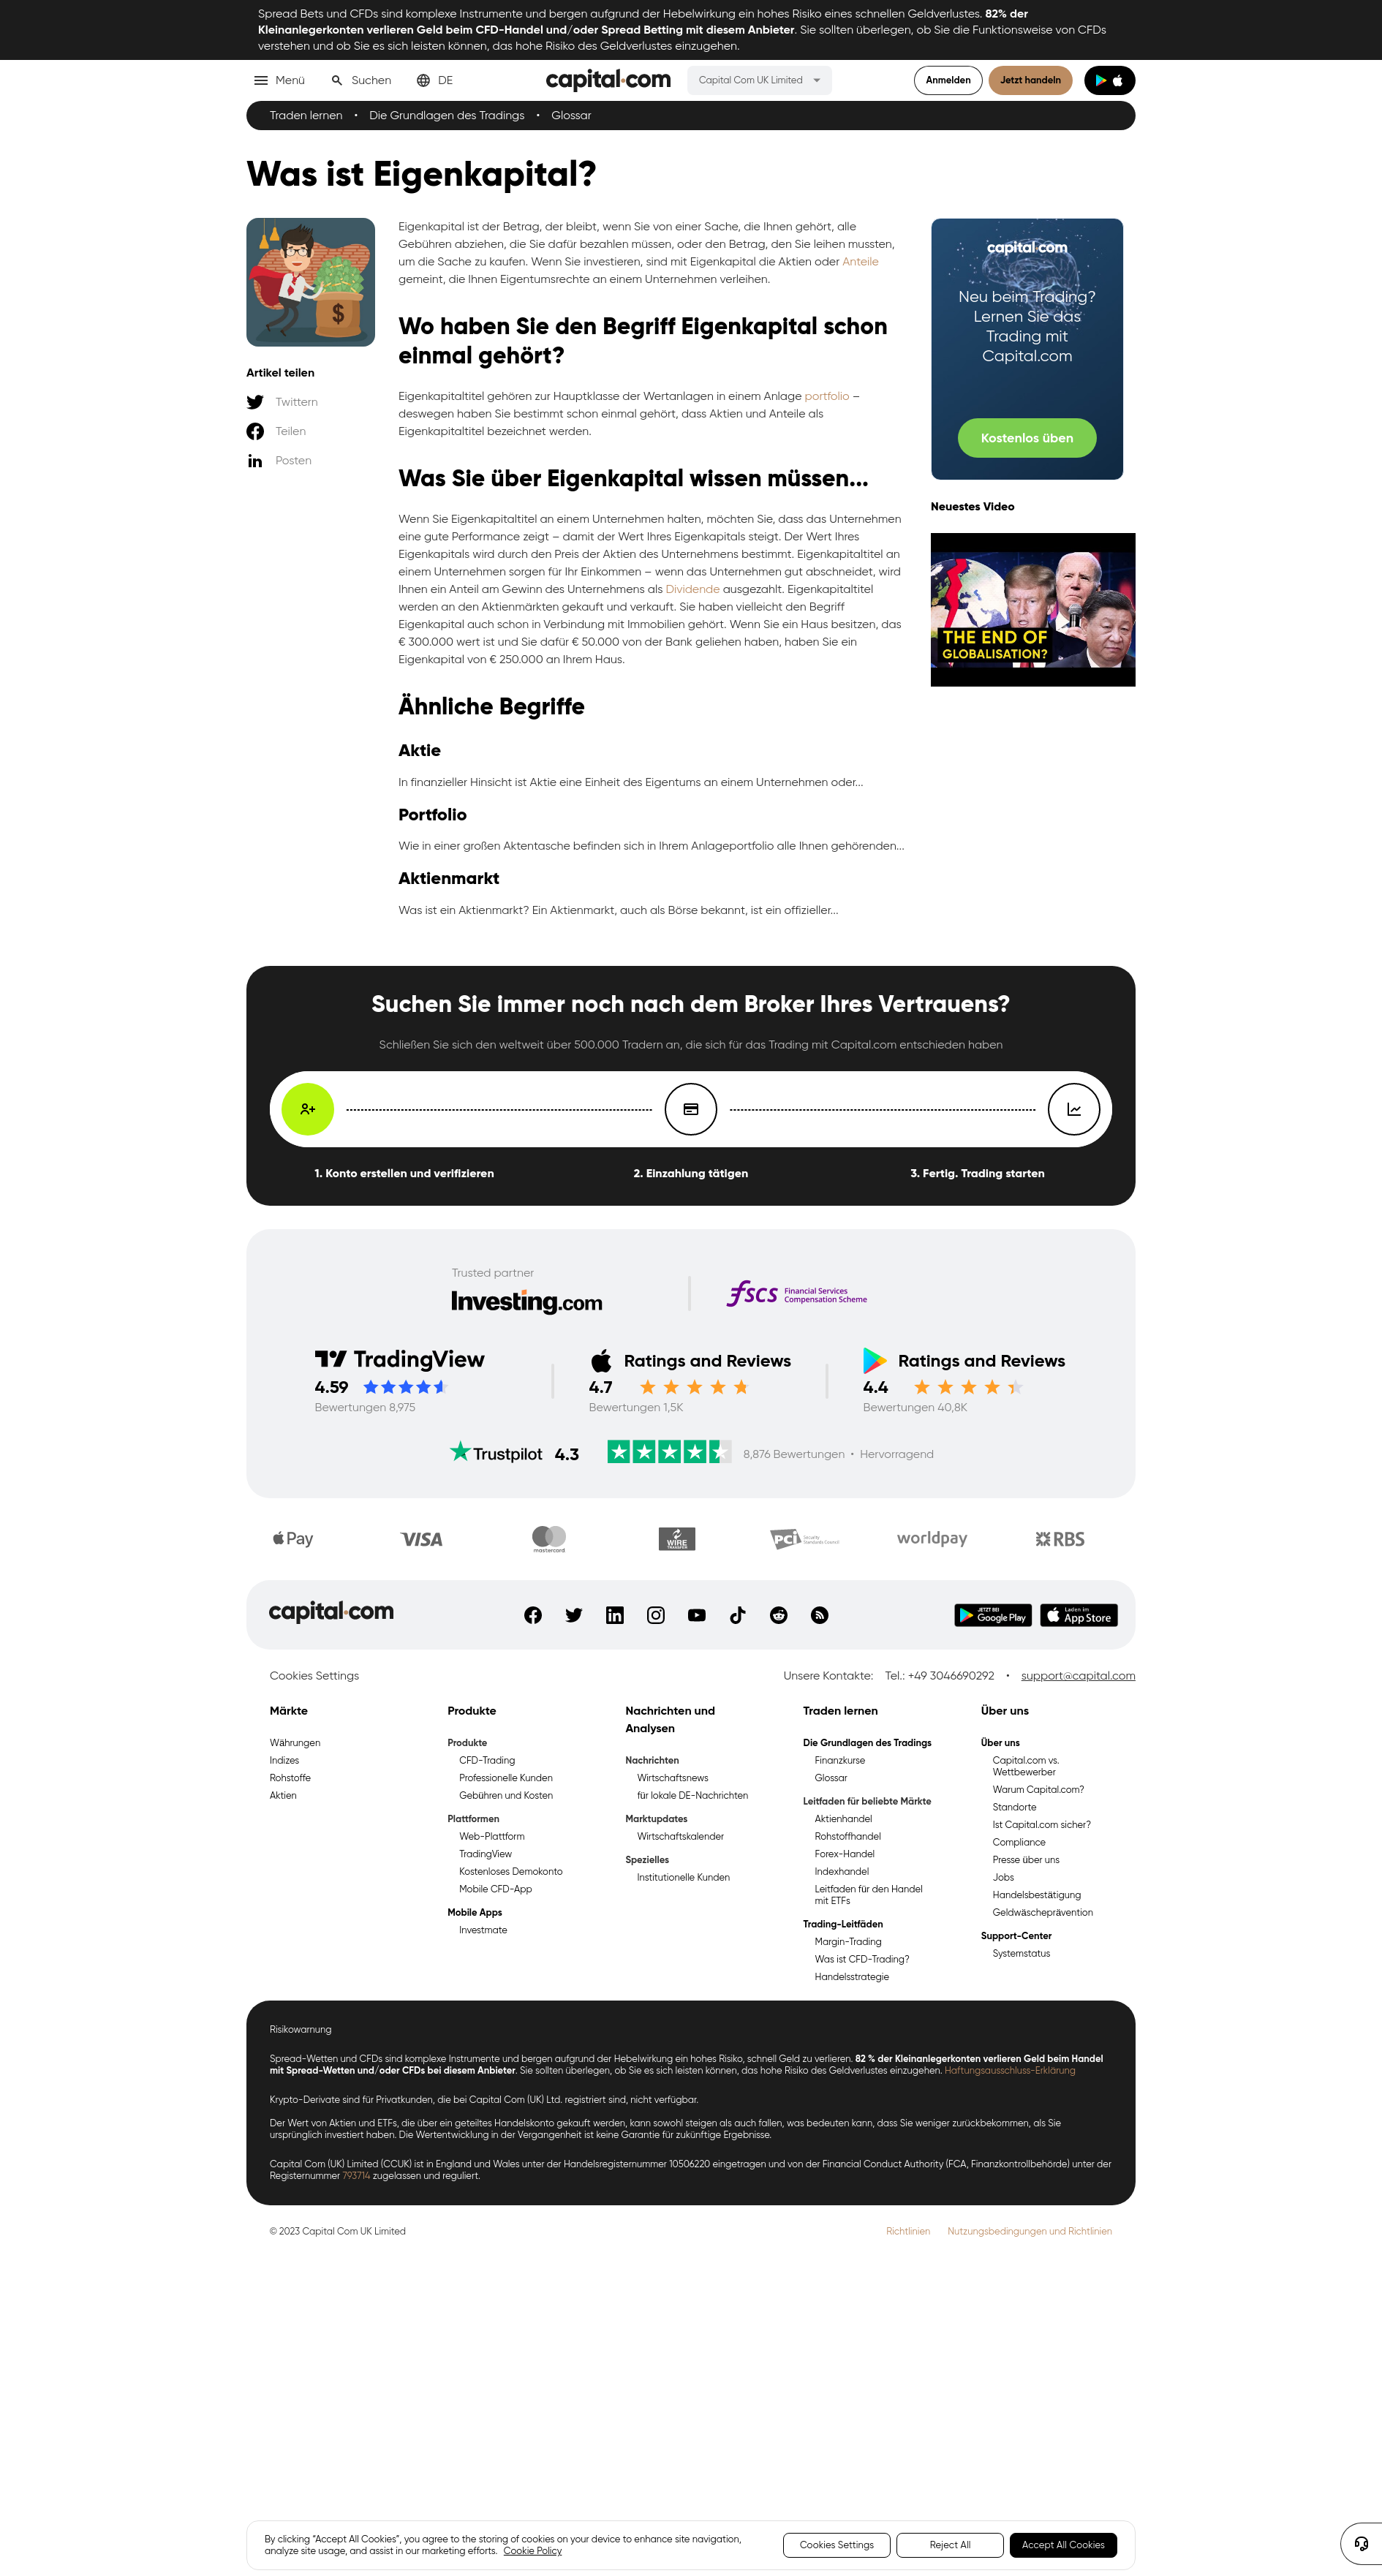 Spread Bets und CFDs sind komplexe Instrumente und bergen aufgrund der Hebelwirkung ein hohes Risiko eines schnellen Geldverlustes. 82% der
Kleinanlegerkonten verlieren Geld beim CFD-Handel und/oder Spread Betting mit diesem Anbieter. Sie sollten überlegen, ob Sie die Funktionsweise von CFDs
verstehen und ob Sie es sich leisten können, das hohe Risiko des Geldverlustes einzugehen.
Menü Suchen DE capital.com Capital Com UK Limited Anmelden Jetzt handeln
Traden lernen • Die Grundlagen des Tradings • Glossar
Was ist Eigenkapital?
$
Artikel teilen
Twittern
Teilen
Posten
Eigenkapital ist der Betrag, der bleibt, wenn Sie von einer Sache, die Ihnen gehört, alle
Gebühren abziehen, die Sie dafür bezahlen müssen, oder den Betrag, den Sie leihen mussten,
um die Sache zu kaufen. Wenn Sie investieren, sind mit Eigenkapital die Aktien oder Anteile
gemeint, die Ihnen Eigentumsrechte an einem Unternehmen verleihen.
Wo haben Sie den Begriff Eigenkapital schon
einmal gehört?
Eigenkapitaltitel gehören zur Hauptklasse der Wertanlagen in einem Anlage portfolio –
deswegen haben Sie bestimmt schon einmal gehört, dass Aktien und Anteile als
Eigenkapitaltitel bezeichnet werden.
Was Sie über Eigenkapital wissen müssen...
Wenn Sie Eigenkapitaltitel an einem Unternehmen halten, möchten Sie, dass das Unternehmen
eine gute Performance zeigt – damit der Wert Ihres Eigenkapitals steigt. Der Wert Ihres
Eigenkapitals wird durch den Preis der Aktien des Unternehmens bestimmt. Eigenkapitaltitel an
einem Unternehmen sorgen für Ihr Einkommen – wenn das Unternehmen gut abschneidet, wird
Ihnen ein Anteil am Gewinn des Unternehmens als Dividende ausgezahlt. Eigenkapitaltitel
werden an den Aktienmärkten gekauft und verkauft. Sie haben vielleicht den Begriff
Eigenkapital auch schon in Verbindung mit Immobilien gehört. Wenn Sie ein Haus besitzen, das
€ 300.000 wert ist und Sie dafür € 50.000 von der Bank geliehen haben, haben Sie ein
Eigenkapital von € 250.000 an Ihrem Haus.
Ähnliche Begriffe
Aktie
In finanzieller Hinsicht ist Aktie eine Einheit des Eigentums an einem Unternehmen oder...
Portfolio
Wie in einer großen Aktentasche befinden sich in Ihrem Anlageportfolio alle Ihnen gehörenden...
Aktienmarkt
Was ist ein Aktienmarkt? Ein Aktienmarkt, auch als Börse bekannt, ist ein offizieller...
capital.com
Neu beim Trading?
Lernen Sie das
Trading mit
Capital.com
Kostenlos üben
Neuestes Video
THE END OF
GLOBALISATION?
Suchen Sie immer noch nach dem Broker Ihres Vertrauens?
Schließen Sie sich den weltweit über 500.000 Tradern an, die sich für das Trading mit Capital.com entschieden haben
1. Konto erstellen und verifizieren 2. Einzahlung tätigen 3. Fertig. Trading starten
Trusted partner
Investing.com
fscs Financial Services
Compensation Scheme
TradingView
4.59
Bewertungen 8,975
Ratings and Reviews
4.7
Bewertungen 1,5K
Ratings and Reviews
4.4
Bewertungen 40,8K
Trustpilot 4.3 8,876 Bewertungen • Hervorragend
Pay VISA mastercard WIRE TRANSFER PCI Security Standards Council worldpay RBS
capital.com JETZT BEI Google Play Laden im App Store
Cookies Settings Unsere Kontakte: Tel.: +49 3046690292 • support@capital.com
Märkte
Währungen
Indizes
Rohstoffe
Aktien
Produkte
Produkte
CFD-Trading
Professionelle Kunden
Gebühren und Kosten
Plattformen
Web-Plattform
TradingView
Kostenloses Demokonto
Mobile CFD-App
Mobile Apps
Investmate
Nachrichten und
Analysen
Nachrichten
Wirtschaftsnews
für lokale DE-Nachrichten
Marktupdates
Wirtschaftskalender
Spezielles
Institutionelle Kunden
Traden lernen
Die Grundlagen des Tradings
Finanzkurse
Glossar
Leitfaden für beliebte Märkte
Aktienhandel
Rohstoffhandel
Forex-Handel
Indexhandel
Leitfaden für den Handel
mit ETFs
Trading-Leitfäden
Margin-Trading
Was ist CFD-Trading?
Handelsstrategie
Über uns
Über uns
Capital.com vs.
Wettbewerber
Warum Capital.com?
Standorte
Ist Capital.com sicher?
Compliance
Presse über uns
Jobs
Handelsbestätigung
Geldwäscheprävention
Support-Center
Systemstatus
Risikowarnung
Spread-Wetten und CFDs sind komplexe Instrumente und bergen aufgrund der Hebelwirkung ein hohes Risiko, schnell Geld zu verlieren. 82 % der Kleinanlegerkonten verlieren Geld beim Handel
mit Spread-Wetten und/oder CFDs bei diesem Anbieter. Sie sollten überlegen, ob Sie es sich leisten können, das hohe Risiko des Geldverlustes einzugehen. Haftungsausschluss-Erklärung
Krypto-Derivate sind für Privatkunden, die bei Capital Com (UK) Ltd. registriert sind, nicht verfügbar.
Der Wert von Aktien und ETFs, die über ein geteiltes Handelskonto gekauft werden, kann sowohl steigen als auch fallen, was bedeuten kann, dass Sie weniger zurückbekommen, als Sie
ursprünglich investiert haben. Die Wertentwicklung in der Vergangenheit ist keine Garantie für zukünftige Ergebnisse.
Capital Com (UK) Limited (CCUK) ist in England und Wales unter der Handelsregisternummer 10506220 eingetragen und von der Financial Conduct Authority (FCA, Finanzkontrollbehörde) unter der
Registernummer 793714 zugelassen und reguliert.
© 2023 Capital Com UK Limited Richtlinien Nutzungsbedingungen und Richtlinien
By clicking "Accept All Cookies", you agree to the storing of cookies on your device to enhance site navigation,
analyze site usage, and assist in our marketing efforts. Cookie Policy
Cookies Settings Reject All Accept All Cookies